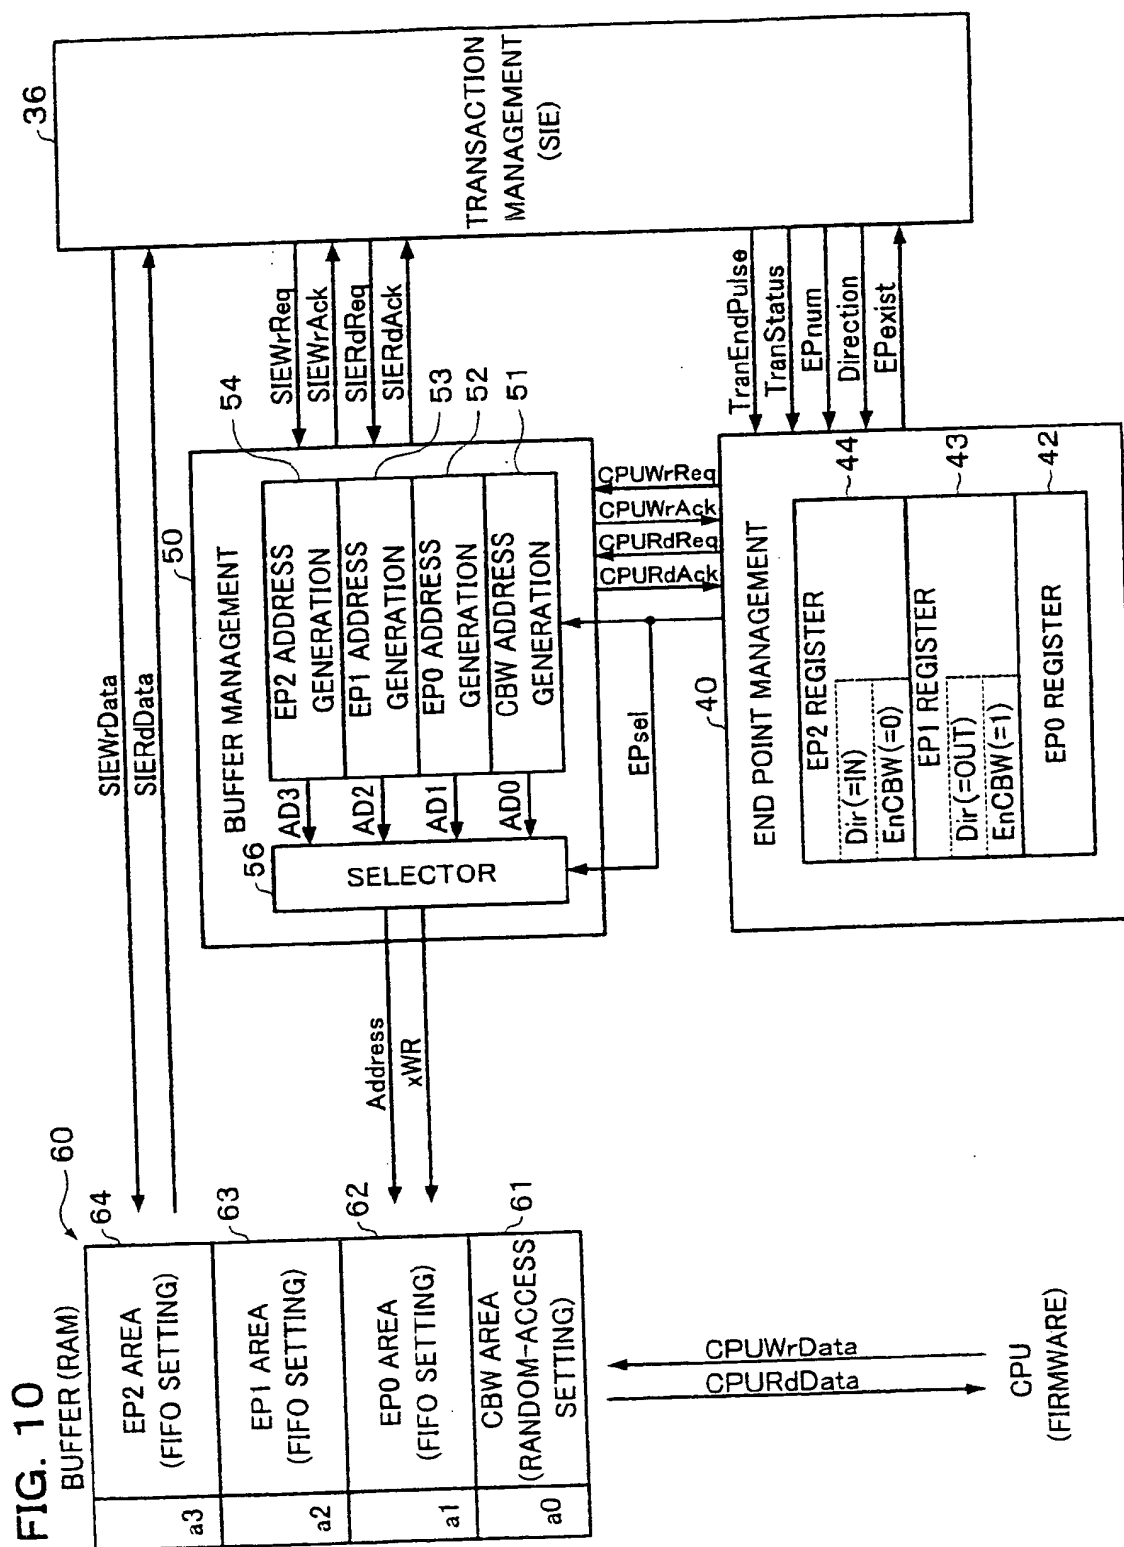 FIG. 10
BUFFER (RAM)
60
a3
EP2 AREA
(FIFO SETTING)
64
a2
EP1 AREA
(FIFO SETTING)
63
a1
EP0 AREA
(FIFO SETTING)
62
a0
CBW AREA
(RANDOM-ACCESS
SETTING)
61
SIEWrData
SIERdData
Address
xWR
CPUWrData
CPURdData
CPU
(FIRMWARE)
50
BUFFER MANAGEMENT
56
SELECTOR
AD3
AD2
AD1
AD0
EP2 ADDRESS
GENERATION
54
EP1 ADDRESS
GENERATION
53
EP0 ADDRESS
GENERATION
52
CBW ADDRESS
GENERATION
51
SIEWrReq
SIEWrAck
SIERdReq
SIERdAck
EPsel
CPUWrReq
CPUWrAck
CPURdReq
CPURdAck
40
END POINT MANAGEMENT
EP2 REGISTER
44
Dir(=IN)
EnCBW(=0)
EP1 REGISTER
43
Dir(=OUT)
EnCBW(=1)
EP0 REGISTER
42
TranEndPulse
TranStatus
EPnum
Direction
EPexist
36
TRANSACTION
MANAGEMENT
(SIE)